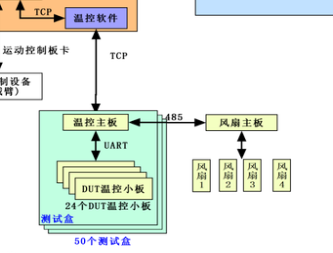 TCP
温控软件
运动控制板卡
TCP
制设备
温控主板
485
风扇主板
UART
DUT温控小板
24个DUT温控小板
测试盒
50个测试盒
风扇1
风扇2
风扇3
风扇4